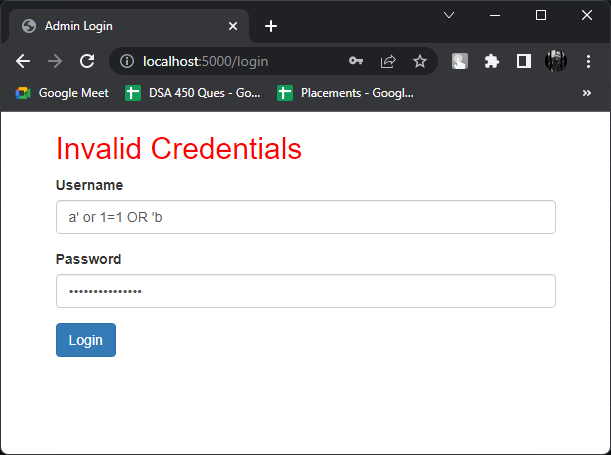 Admin Login
localhost:5000/login
Google Meet
DSA 450 Ques - Go...
Placements - Googl...
»
Invalid Credentials
Username
a' or 1=1 OR 'b
Password
•••••••••••••••
Login